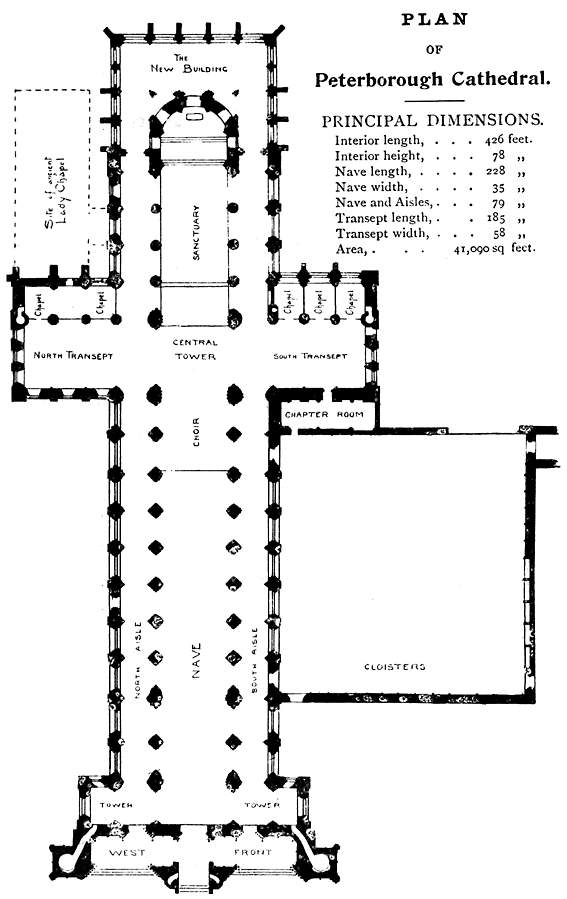 PLAN
OF
Peterborough Cathedral.
PRINCIPAL DIMENSIONS.
Interior length, . . . 426 feet.
Interior height, . . . 78 „
Nave length, . . . . 228 „
Nave width, . . . . . 35 „
Nave and Aisles, . . . 79 „
Transept length, . . . 185 „
Transept width, . . . 58 „
Area, . . . . 41,090 sq feet.
THE
NEW BUILDING
Site of ancient
Lady Chapel
SANCTUARY
Chapel
Chapel
Chapel
Chapel
Chapel
NORTH TRANSEPT
CENTRAL
TOWER
SOUTH TRANSEPT
CHAPTER ROOM
CHOIR
NORTH AISLE
NAVE
SOUTH AISLE
CLOISTERS
TOWER
TOWER
WEST
FRONT